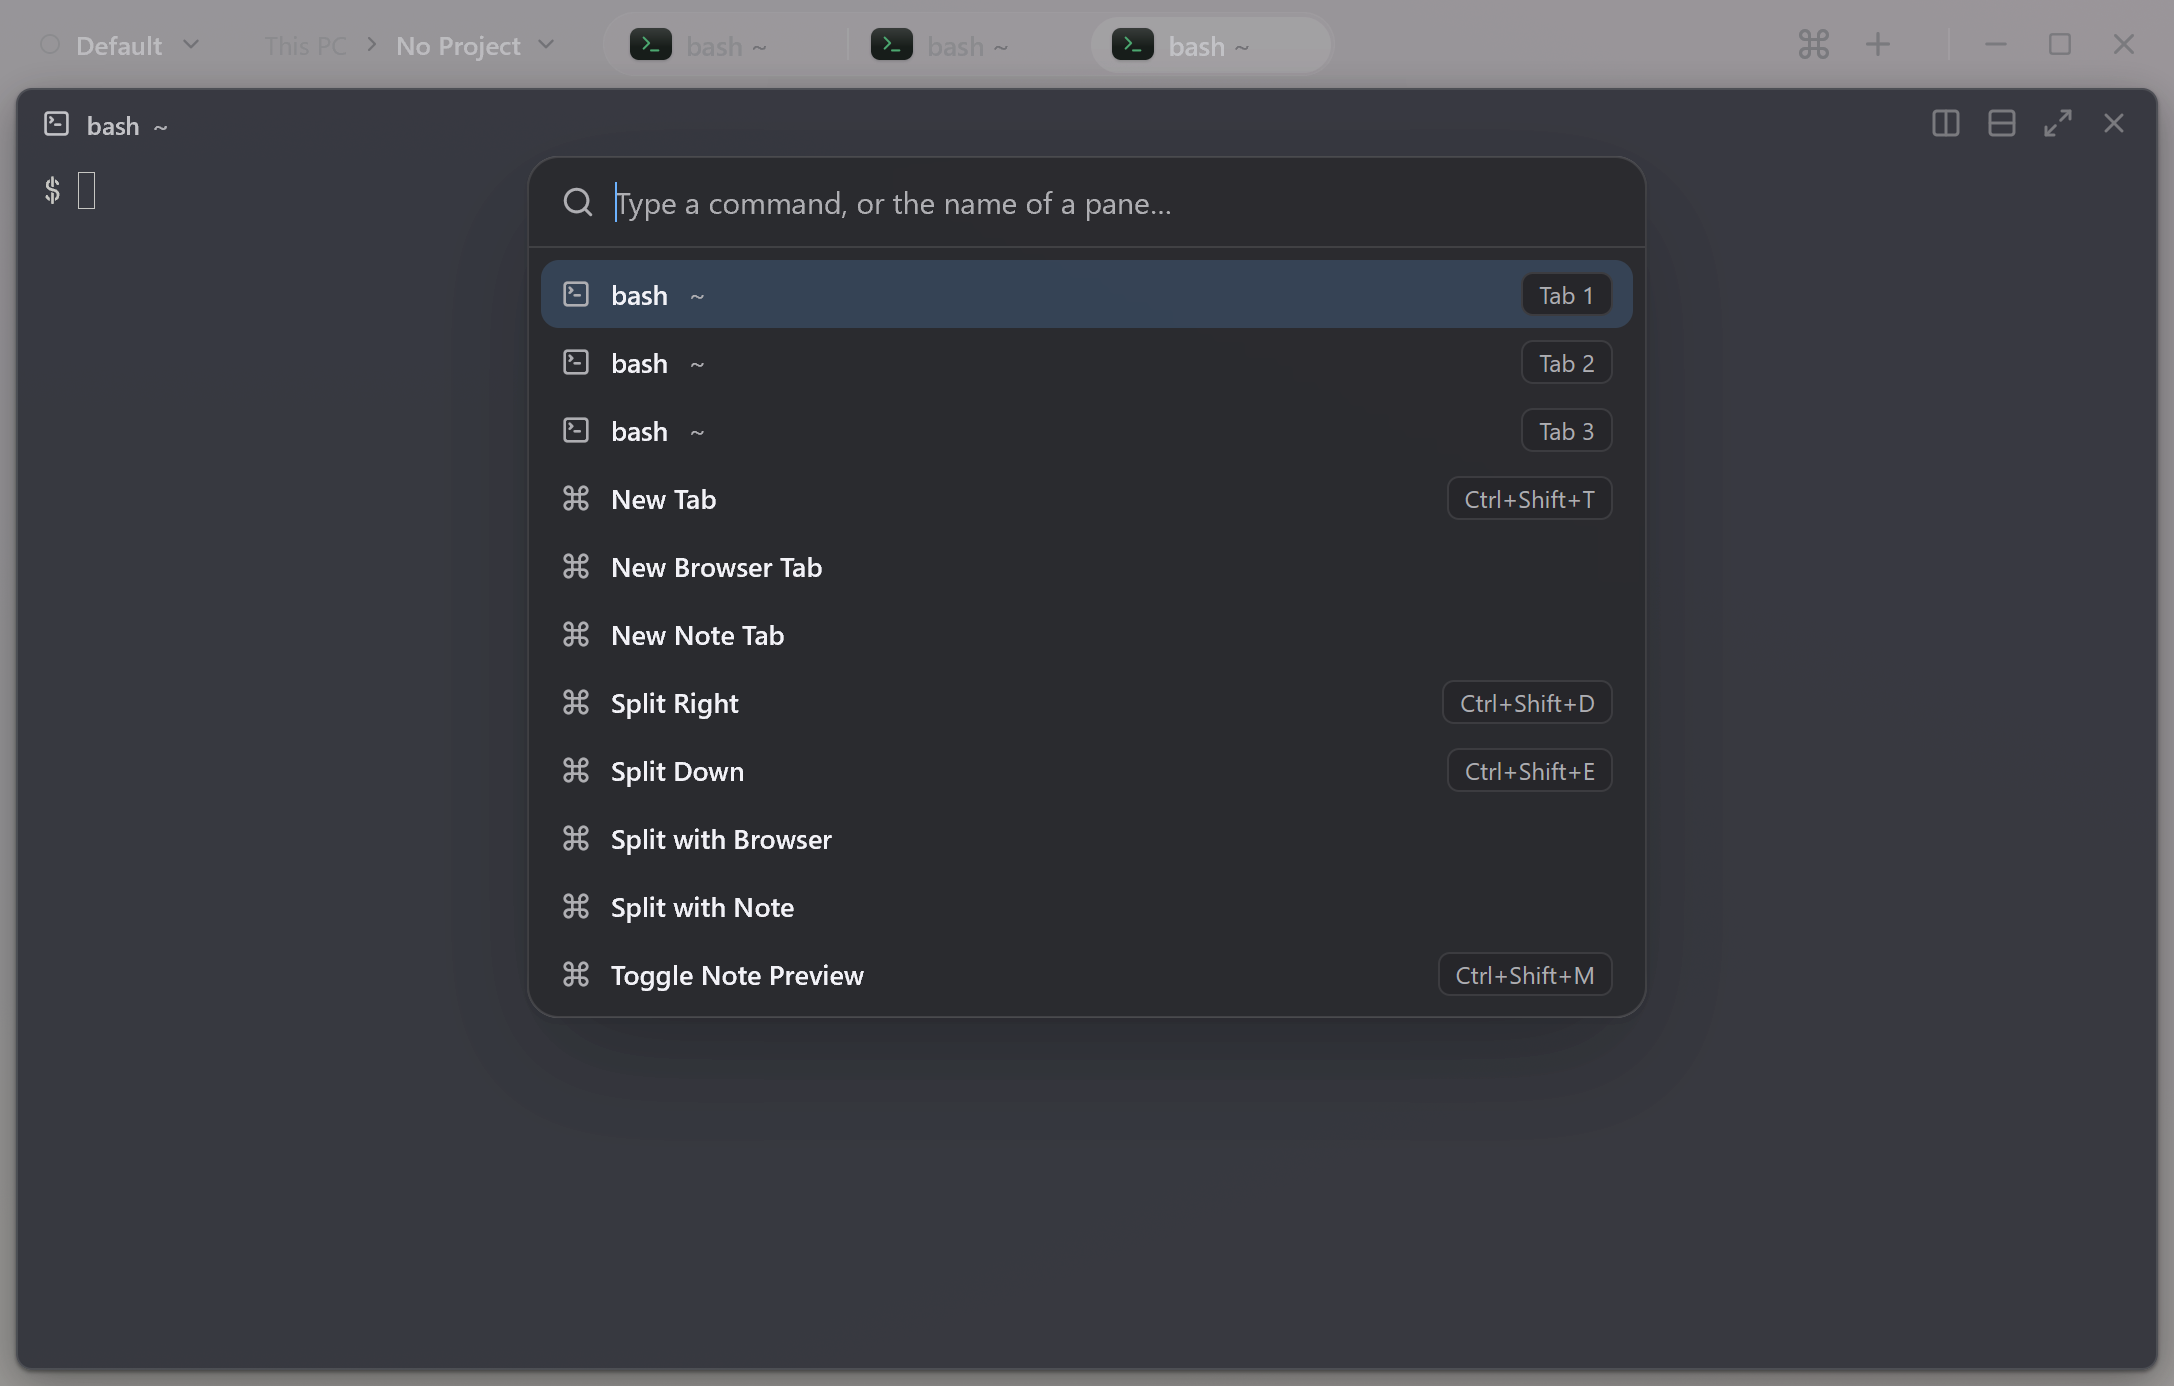 Default This PC > No Project bash ~ bash ~ bash ~
bash ~
$
Type a command, or the name of a pane...
bash ~ Tab 1
bash ~ Tab 2
bash ~ Tab 3
New Tab Ctrl+Shift+T
New Browser Tab
New Note Tab
Split Right Ctrl+Shift+D
Split Down Ctrl+Shift+E
Split with Browser
Split with Note
Toggle Note Preview Ctrl+Shift+M